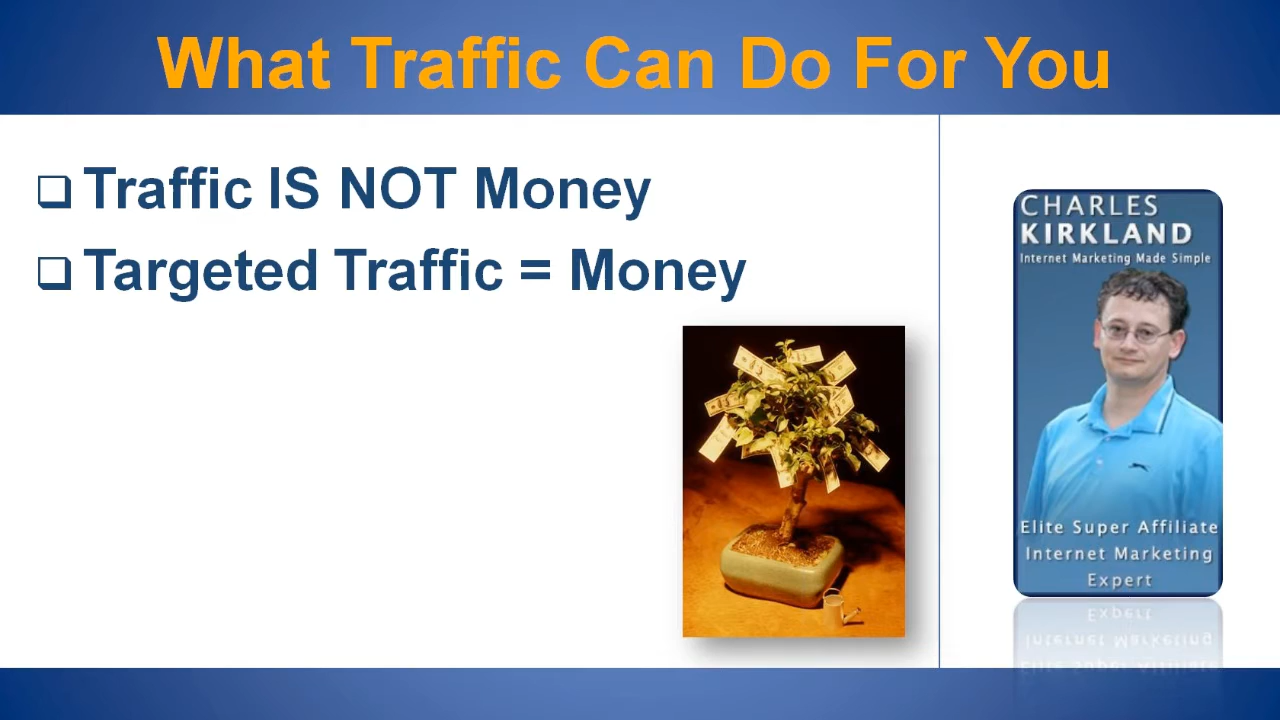 What Traffic Can Do For You
Traffic IS NOT Money
Targeted Traffic = Money
CHARLES
KIRKLAND
Internet Marketing Made Simple
Elite Super Affiliate
Internet Marketing
Expert